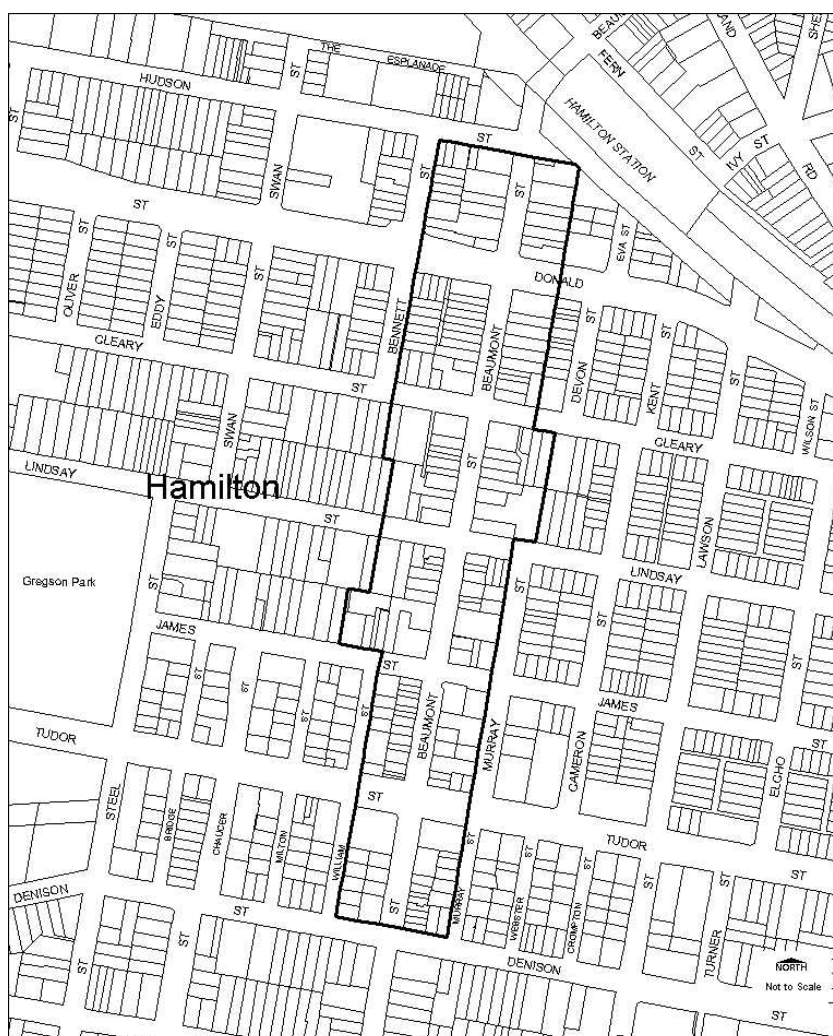 THE
ESPLANADE
BEAU
FERN
ST
IVY ST
RD
HUDSON
ST
ST
ST
HAMILTON STATION
ST
SWAN
ST
ST
ST
ST
ST
ST
EVA ST
DONALD
OLIVER
EDDY
BENNETT
BEAUMONT
ST
ST
ST
CLEARY
ST
SWAN
DEVON
KENT
WILSON ST
CLEARY
LINDSAY
Hamilton
ST
ST
LAWSON
LINDSAY
Gregson Park
ST
ST
ST
ST
JAMES
ST
ST
ST
ST
ST
JAMES
BEAUMONT
MURRAY
CAMERON
ST
TUDOR
ELCHO
STEEL
BRIDGE
CHAUCER
MILTON
WILLIAM
ST
ST
ST
ST
TUDOR
ST
DENISON
ST
ST
MURRAY
WEBSTER
CROMPTON
ST
ST
ST
ST
DENISON
TURNER
NORTH
Not to Scale
ST